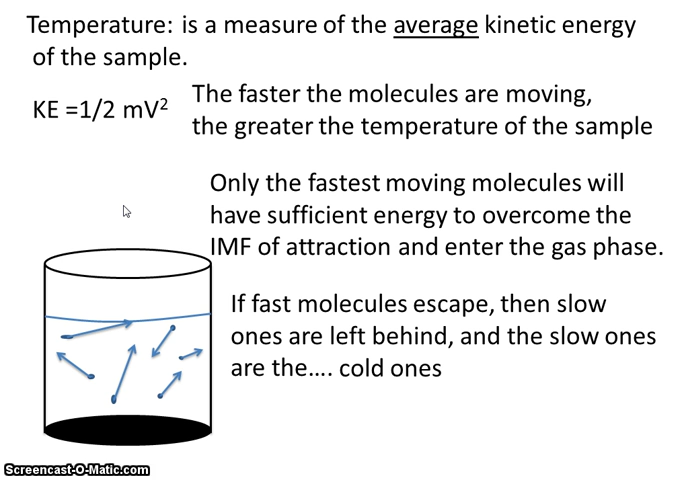 Temperature: is a measure of the average kinetic energy
of the sample.
KE =1/2 mV²
The faster the molecules are moving,
the greater the temperature of the sample
Only the fastest moving molecules will
have sufficient energy to overcome the
IMF of attraction and enter the gas phase.
If fast molecules escape, then slow
ones are left behind, and the slow ones
are the.... cold ones
Screencast-O-Matic.com